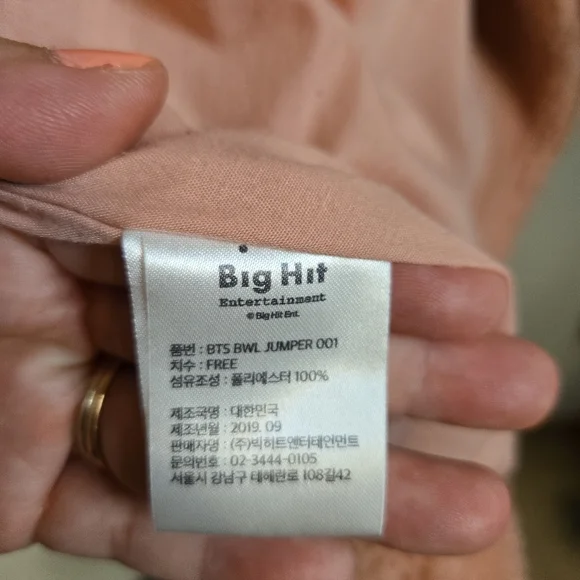 Big Hit
Entertainment
© Big Hit Ent.
품번 : BTS BWL JUMPER 001
치수 : FREE
섬유조성 : 폴리에스터 100%
제조국명 : 대한민국
제조년월 : 2019. 09
판매자명 : (주)빅히트엔터테인먼트
문의번호 : 02-3444-0105
서울시 강남구 테헤란로 108길42